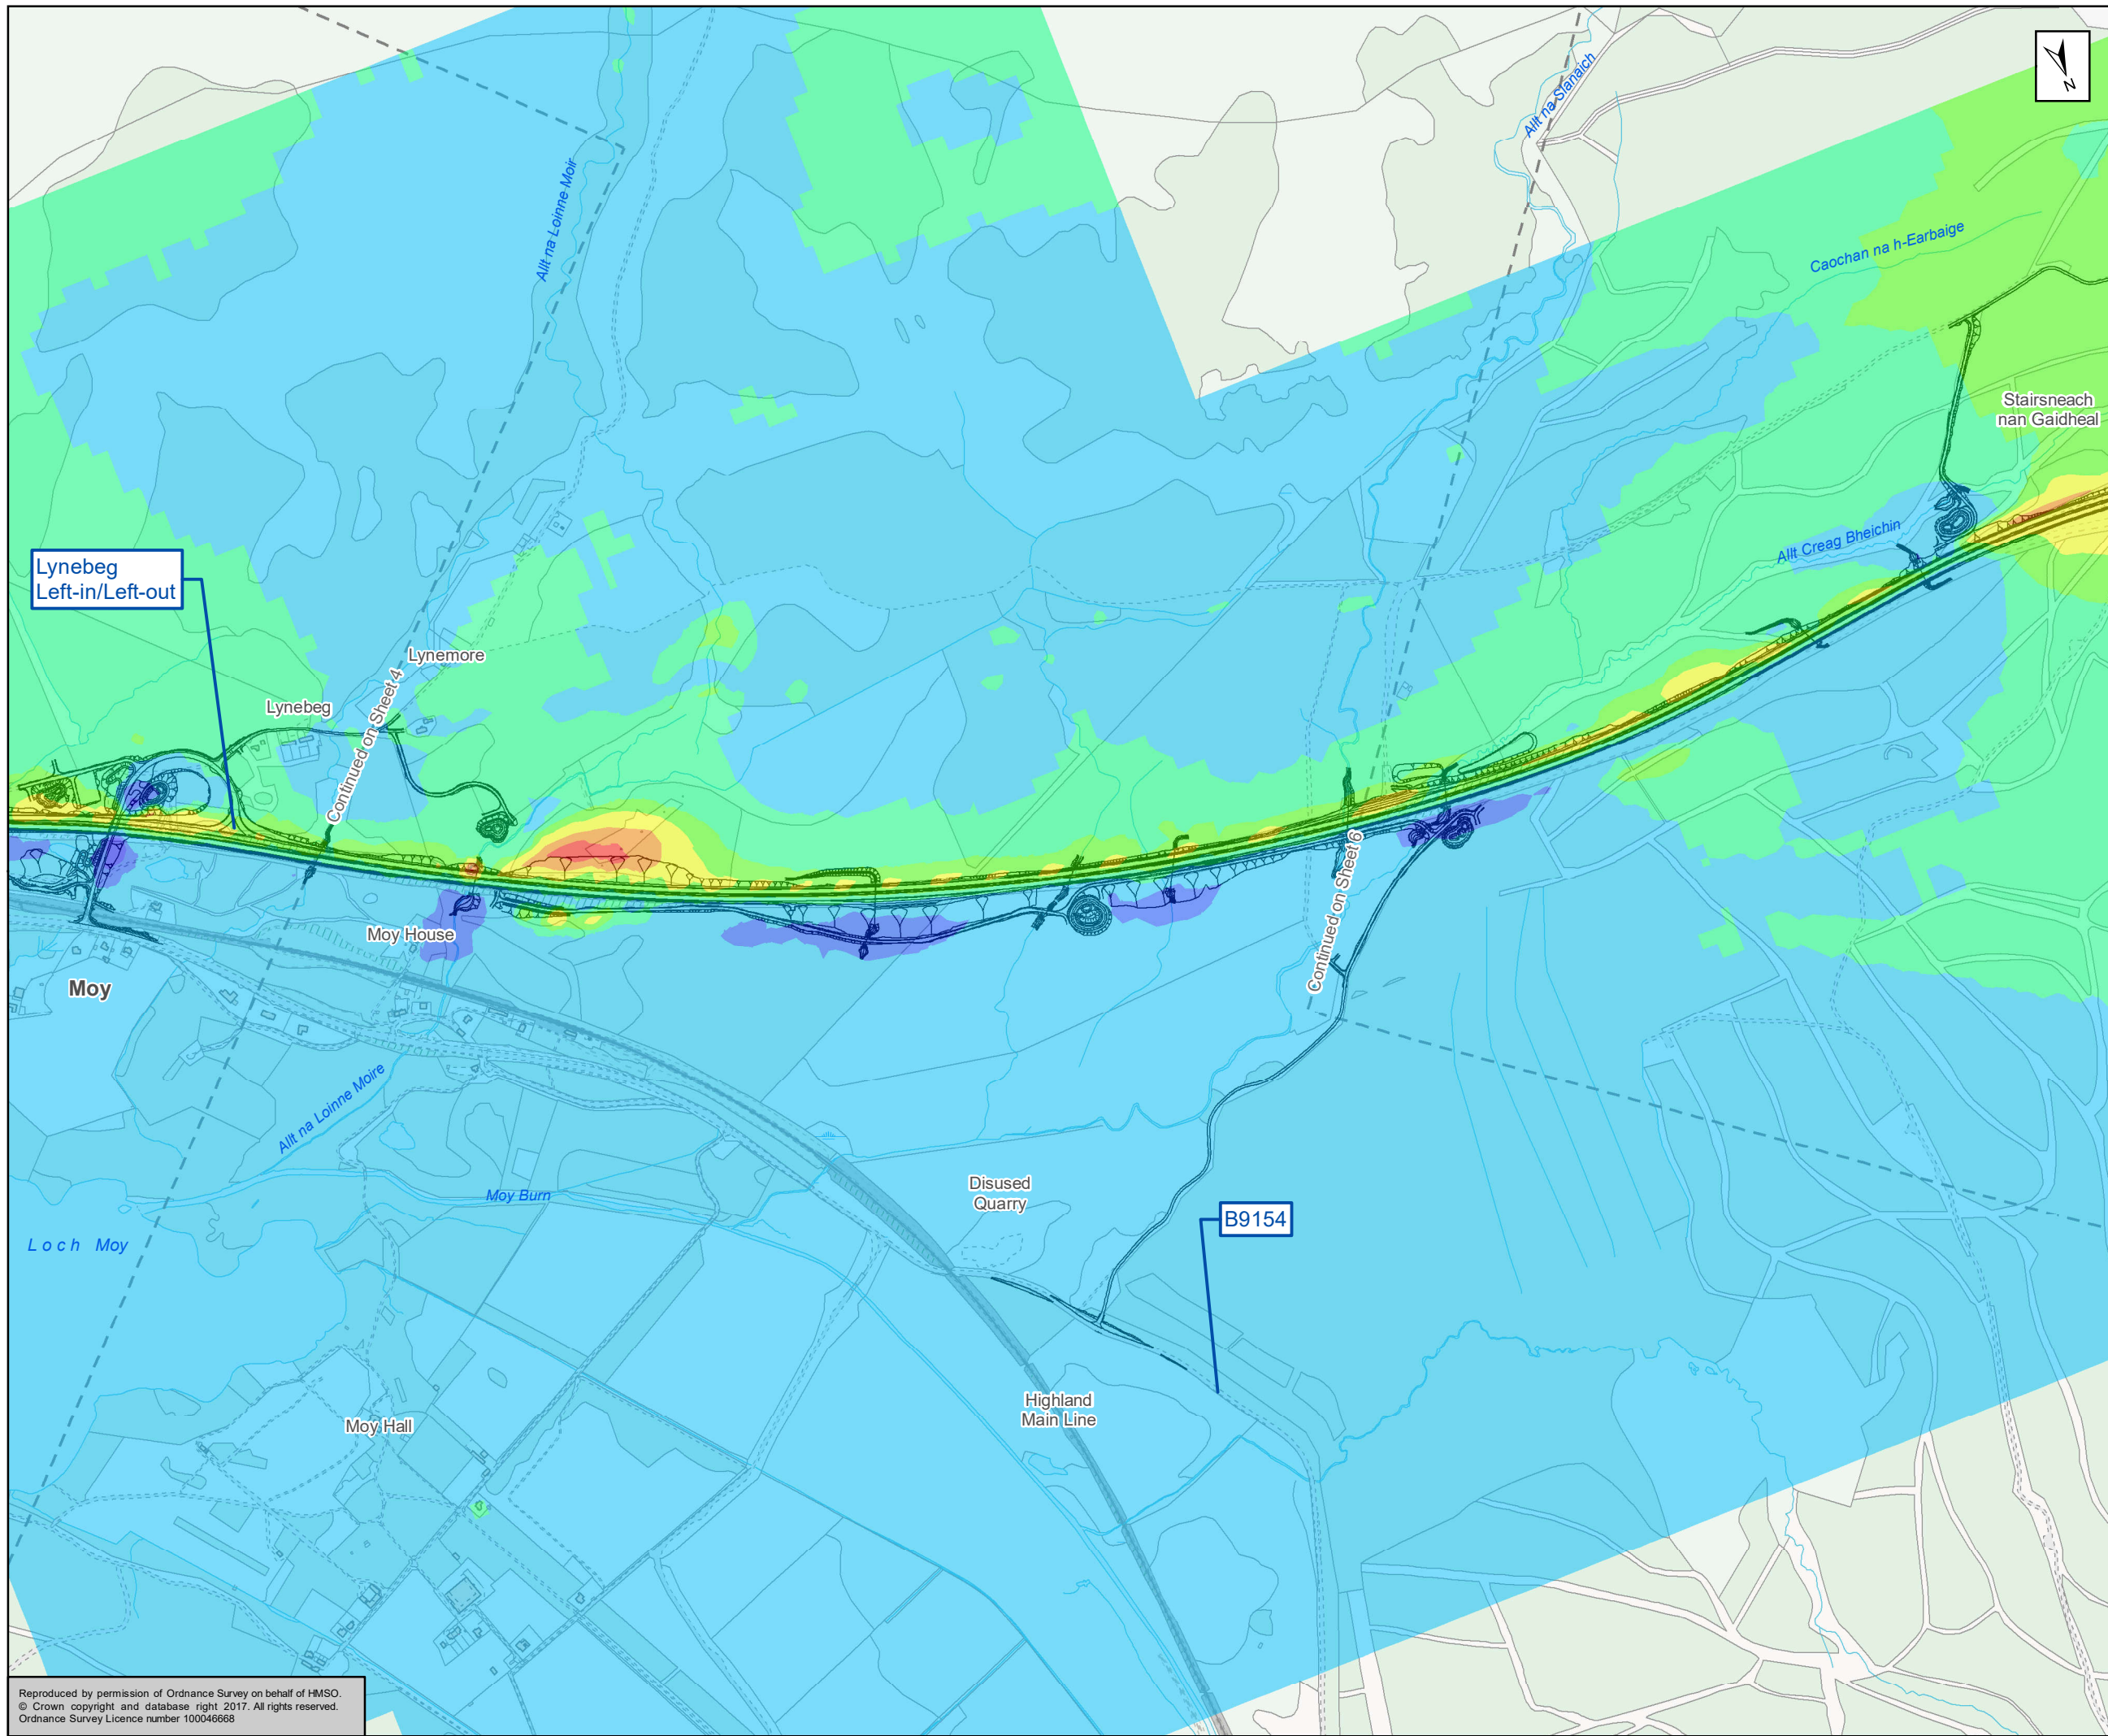 N
Allt na Slanaich
Allt na Loinne Moir
Caochan na h-Earbaige
Stairsneach
nan Gaidheal
Allt Creag Bheichin
Lynebeg
Left-in/Left-out
Lynemore
Lynebeg
Continued on Sheet 4
Continued on Sheet 6
Moy House
Moy
Allt na Loinne Moire
Moy Burn
Disused
Quarry
B9154
Loch Moy
Highland
Main Line
Moy Hall
Reproduced by permission of Ordnance Survey on behalf of HMSO.
© Crown copyright and database right 2017. All rights reserved.
Ordnance Survey Licence number 100046668